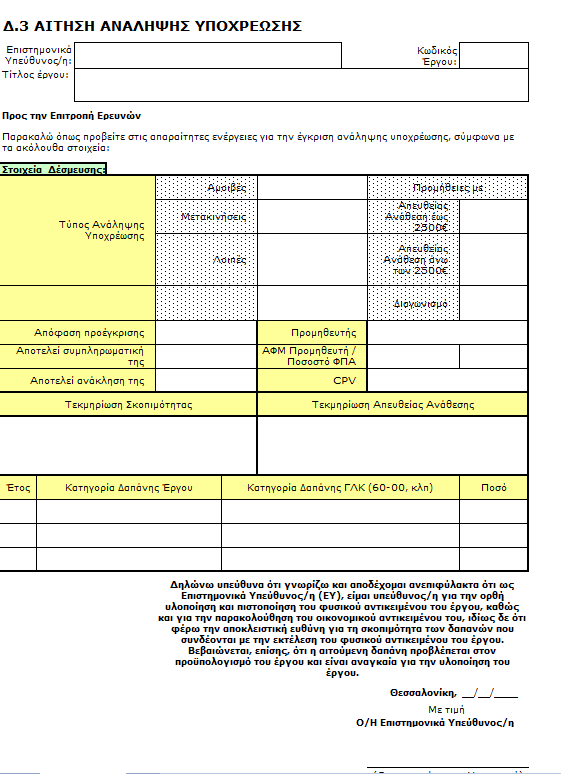 Δ.3 ΑΙΤΗΣΗ ΑΝΑΛΗΨΗΣ ΥΠΟΧΡΕΩΣΗΣ
Επιστημονικά
Υπεύθυνος/η:
Κωδικός
Έργου:
Τίτλος έργου:
Προς την Επιτροπή Ερευνών
Παρακαλώ όπως προβείτε στις απαραίτητες ενέργειες για την έγκριση ανάληψης υποχρέωσης, σύμφωνα με
τα ακόλουθα στοιχεία:
Στοιχεία Δέσμευσης:
Τύπος Ανάληψης
Υποχρέωσης
Αμοιβές
Προμήθειες με
Μετακινήσεις
Απευθείας
Ανάθεση έως
2500€
Λοιπές
Απευθείας
Ανάθεση άνω
των 2500€
Διαγωνισμό
Απόφαση προέγκρισης
Προμηθευτής
Αποτελεί συμπληρωματική
της
ΑΦΜ Προμηθευτή /
Ποσοστό ΦΠΑ
Αποτελεί ανάκληση της
CPV
Τεκμηρίωση Σκοπιμότητας
Τεκμηρίωση Απευθείας Ανάθεσης
Έτος
Κατηγορία Δαπάνης Έργου
Κατηγορία Δαπάνης ΓΛΚ (60-00, κλπ)
Ποσό
Δηλώνω υπεύθυνα ότι γνωρίζω και αποδέχομαι ανεπιφύλακτα ότι ως
Επιστημονικά Υπεύθυνος/η (ΕΥ), είμαι υπεύθυνος/η για την ορθή
υλοποίηση και πιστοποίηση του φυσικού αντικειμένου του έργου, καθώς
και για την παρακολούθηση του οικονομικού αντικειμένου του, ιδίως δε ότι
φέρω την αποκλειστική ευθύνη για τη σκοπιμότητα των δαπανών που
συνδέονται με την εκτέλεση του φυσικού αντικειμένου του έργου.
Βεβαιώνεται, επίσης, ότι η αιτούμενη δαπάνη προβλέπεται στον
προϋπολογισμό του έργου και είναι αναγκαία για την υλοποίηση του
έργου.
Θεσσαλονίκη, __/__/____
Με τιμή
Ο/Η Επιστημονικά Υπεύθυνος/η